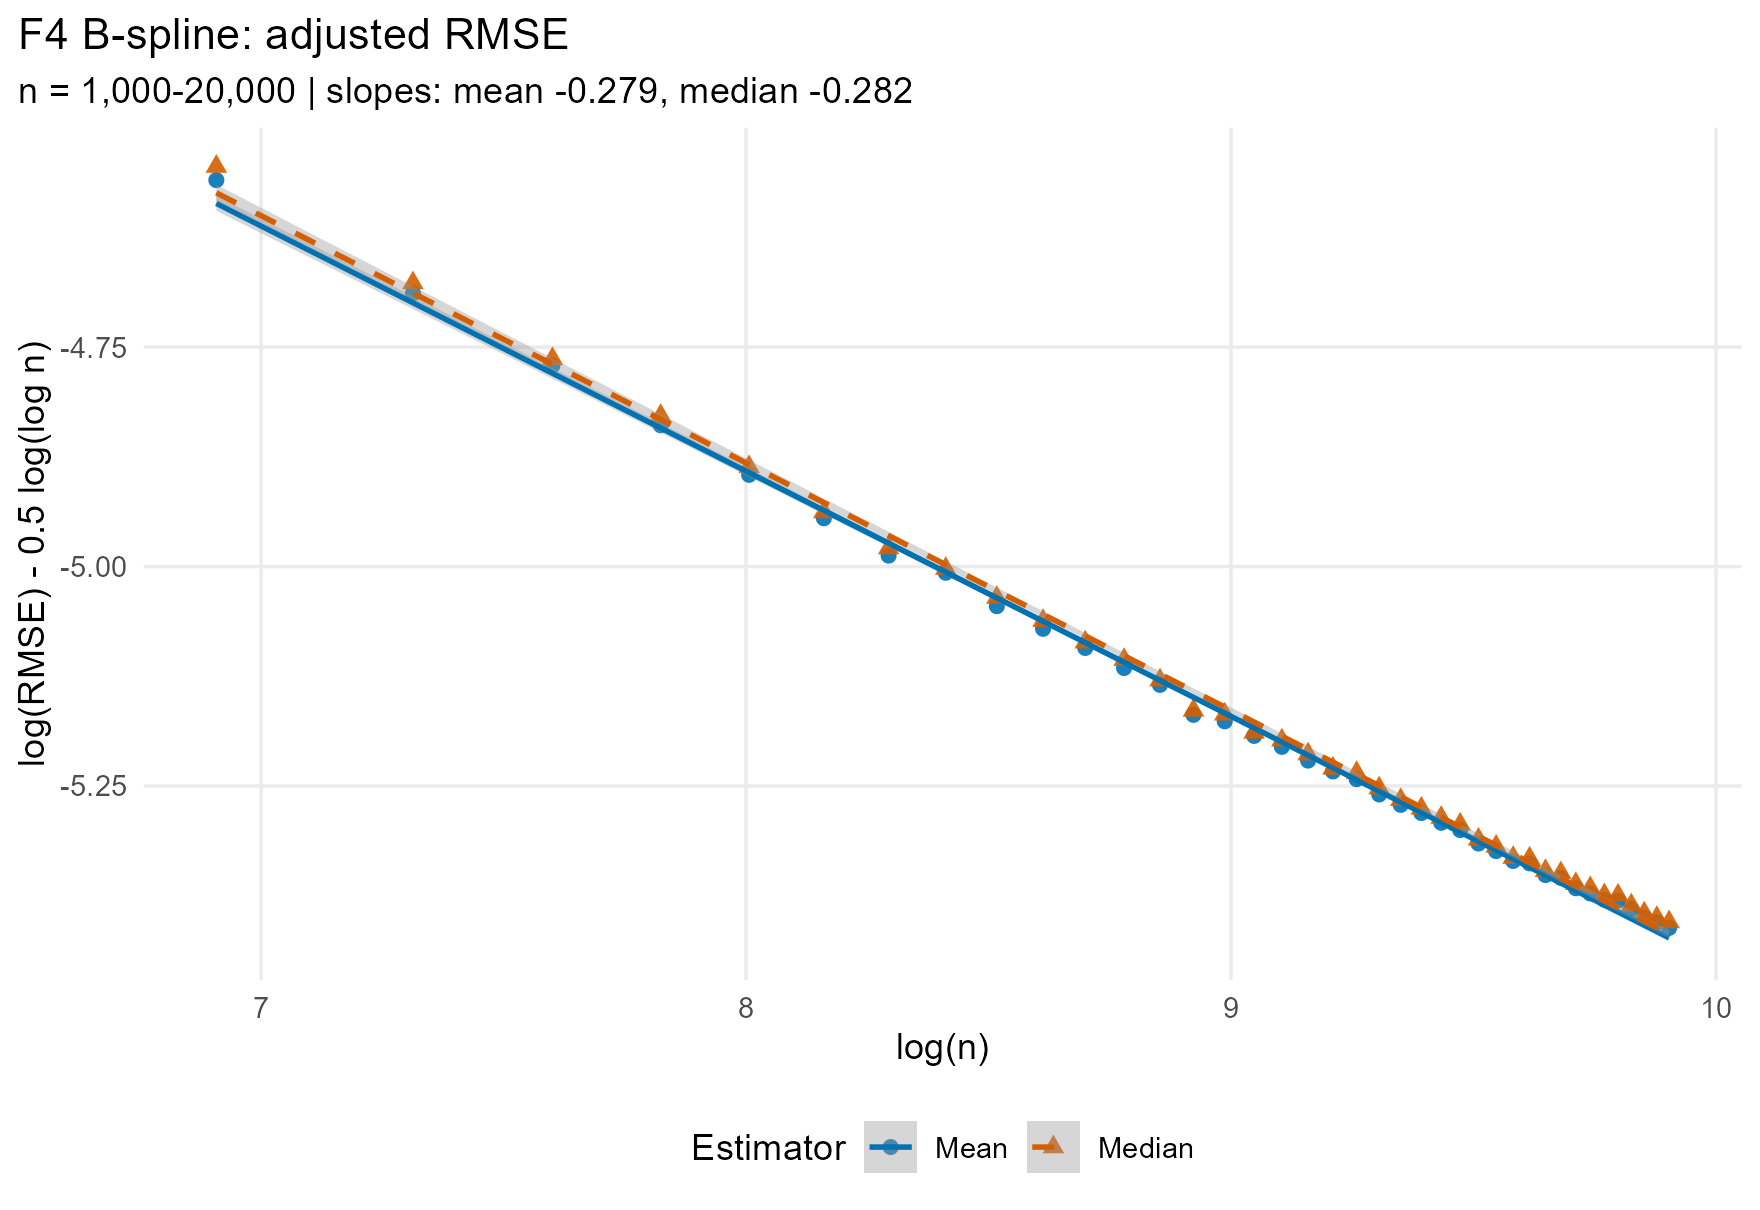 F4 B-spline: adjusted RMSE
n = 1,000-20,000 | slopes: mean -0.279, median -0.282
log(RMSE) - 0.5 log(log n)
-4.75
-5.00
-5.25
7
8
9
10
log(n)
Estimator
Mean
Median